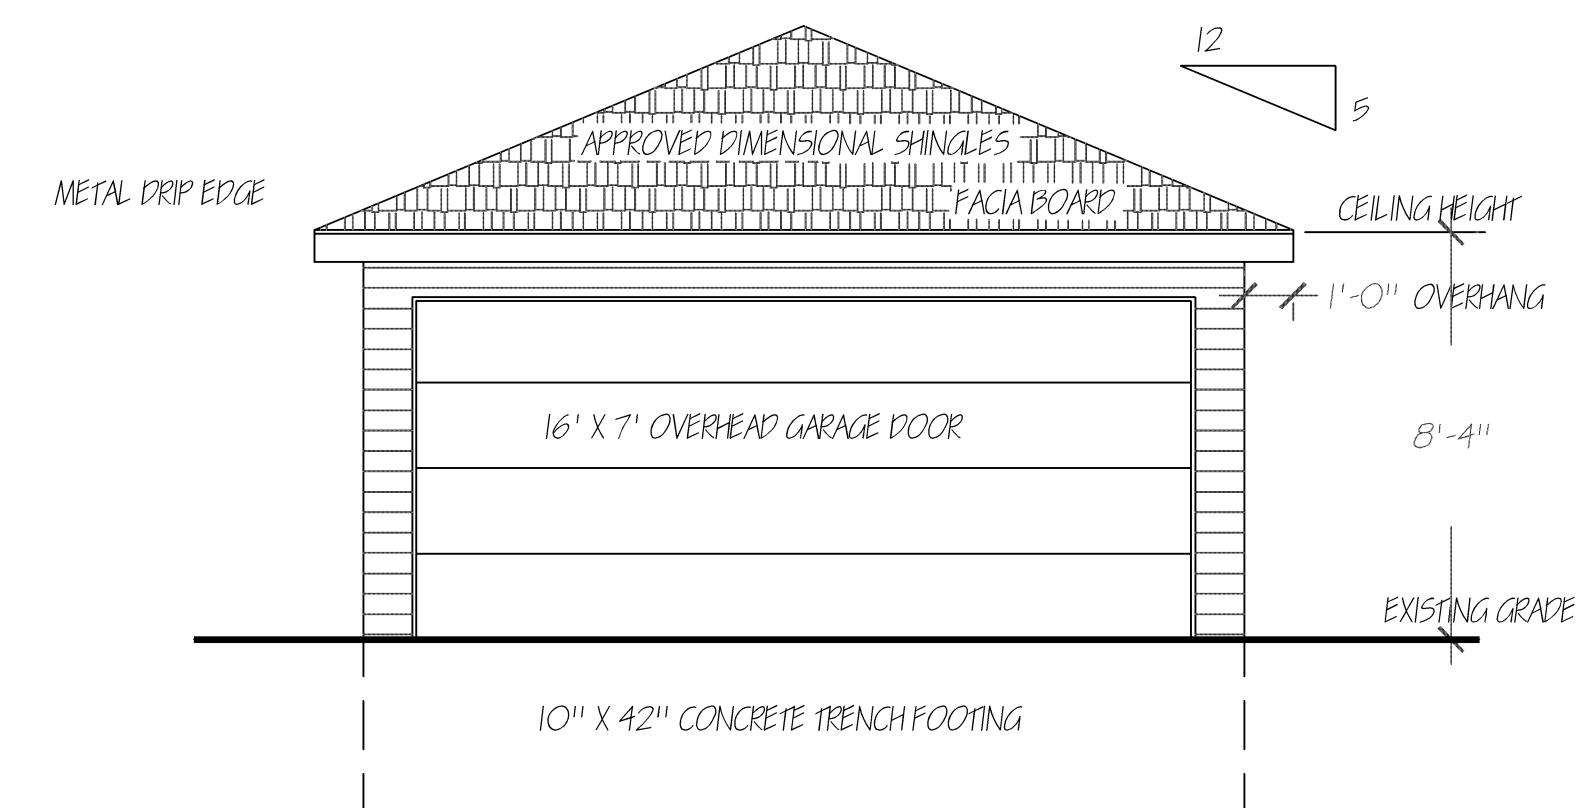 12
5
APPROVED DIMENSIONAL SHINGLES
METAL DRIP EDGE
FACIA BOARD
CEILING HEIGHT
1'-0" OVERHANG
16' X 7' OVERHEAD GARAGE DOOR
8'-4"
EXISTING GRADE
10" X 42" CONCRETE TRENCH FOOTING